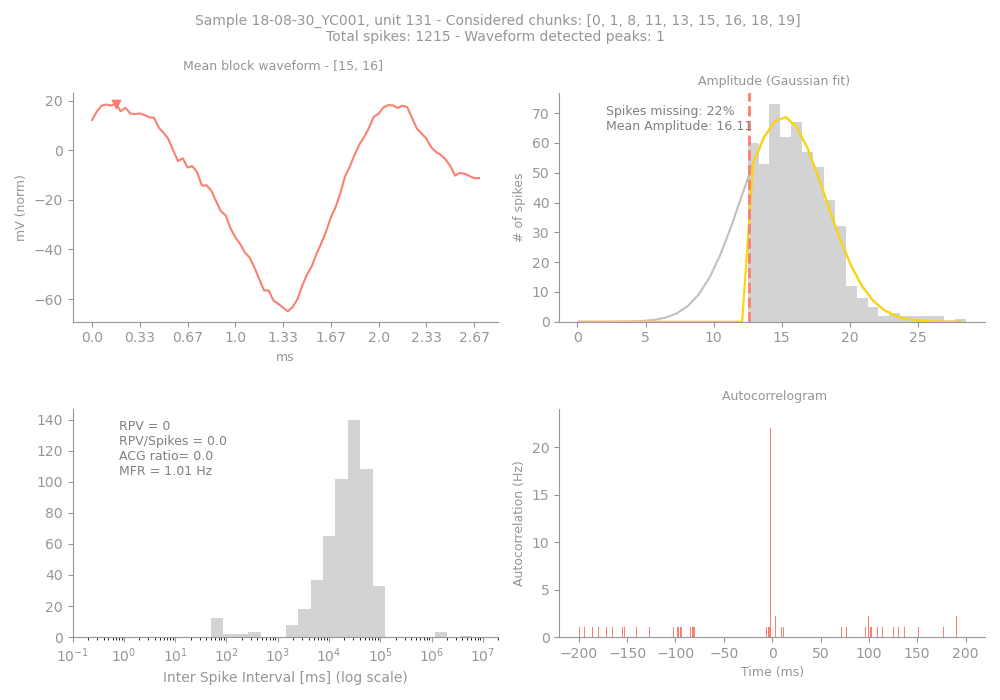 Sample 18-08-30_YC001, unit 131 - Considered chunks: [0, 1, 8, 11, 13, 15, 16, 18, 19]
Total spikes: 1215 - Waveform detected peaks: 1
Mean block waveform - [15, 16]
20
0
−20
−40
−60
mV (norm)
0.0 0.33 0.67 1.0 1.33 1.67 2.0 2.33 2.67
ms
Amplitude (Gaussian fit)
Spikes missing: 22%
Mean Amplitude: 16.11
70
60
50
40
30
20
10
0
# of spikes
0 5 10 15 20 25
RPV = 0
RPV/Spikes = 0.0
ACG ratio= 0.0
MFR = 1.01 Hz
140
120
100
80
60
40
20
0
10⁻¹ 10⁰ 10¹ 10² 10³ 10⁴ 10⁵ 10⁶ 10⁷
Inter Spike Interval [ms] (log scale)
Autocorrelogram
20
15
10
5
0
Autocorrelation (Hz)
−200 −150 −100 −50 0 50 100 150 200
Time (ms)